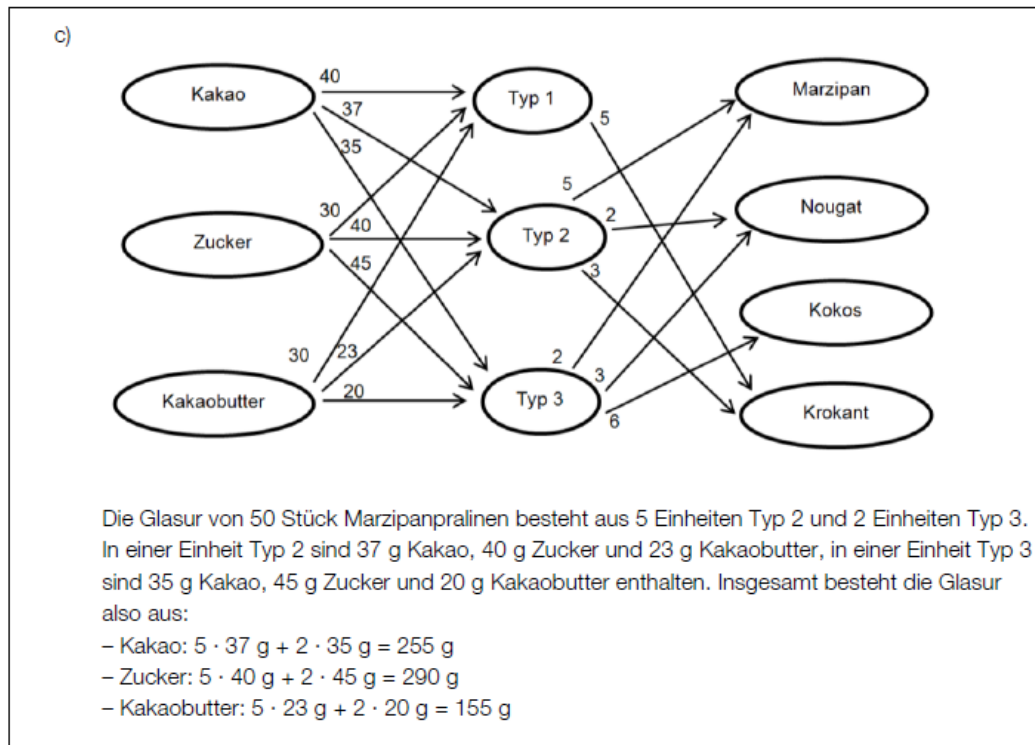 c)
40
Kakao
37
35
Typ 1
5
Marzipan
30
Zucker
40
45
5
Typ 2
2
3
Nougat
Kokos
30
23
Kakaobutter
20
2
Typ 3
3
6
Krokant
Die Glasur von 50 Stück Marzipanpralinen besteht aus 5 Einheiten Typ 2 und 2 Einheiten Typ 3.
In einer Einheit Typ 2 sind 37 g Kakao, 40 g Zucker und 23 g Kakaobutter, in einer Einheit Typ 3
sind 35 g Kakao, 45 g Zucker und 20 g Kakaobutter enthalten. Insgesamt besteht die Glasur
also aus:
– Kakao: 5 · 37 g + 2 · 35 g = 255 g
– Zucker: 5 · 40 g + 2 · 45 g = 290 g
– Kakaobutter: 5 · 23 g + 2 · 20 g = 155 g